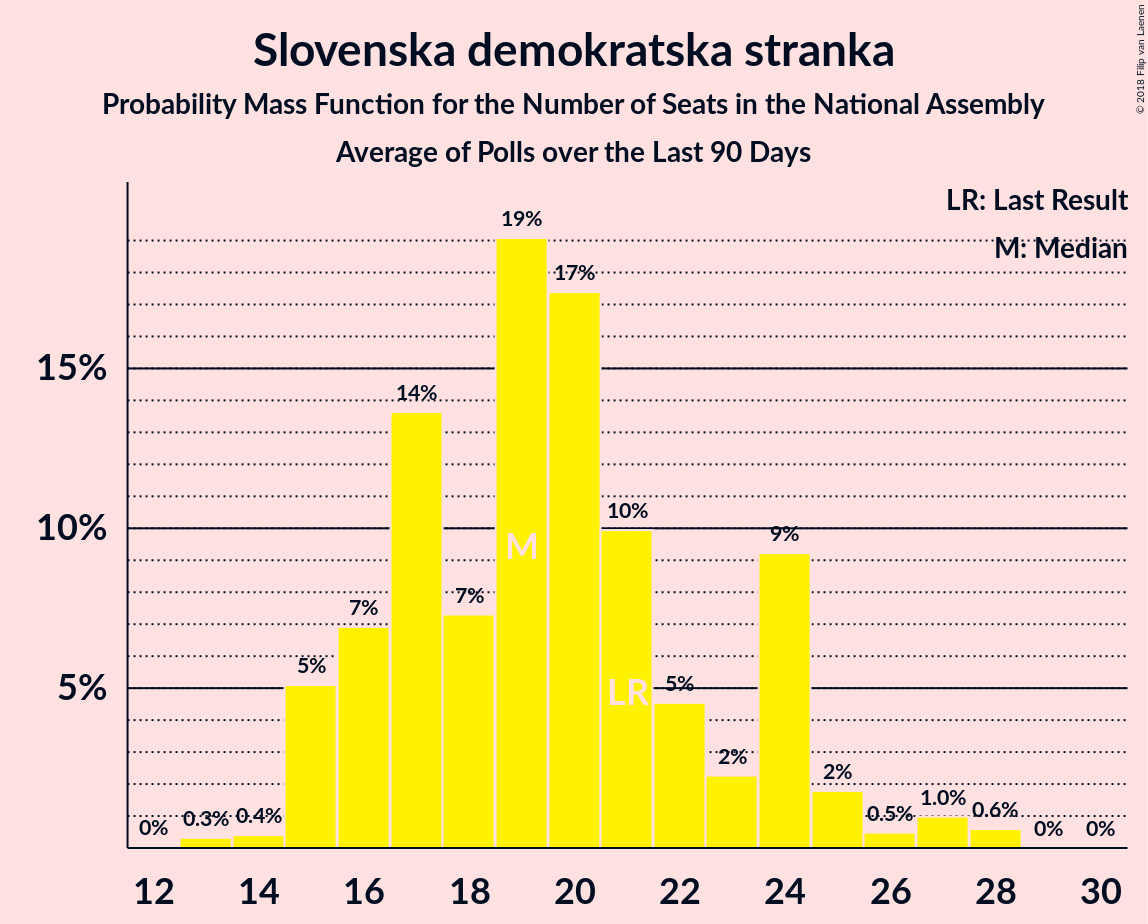 Slovenska demokratska stranka
Probability Mass Function for the Number of Seats in the National Assembly
Average of Polls over the Last 90 Days
© 2018 Filip van Laenen
LR: Last Result
M: Median
15%
10%
5%
0%
0.3%
0.4%
5%
7%
14%
7%
19%
17%
10%
5%
2%
9%
2%
0.5%
1.0%
0.6%
0%
0%
M
LR
12 14 16 18 20 22 24 26 28 30